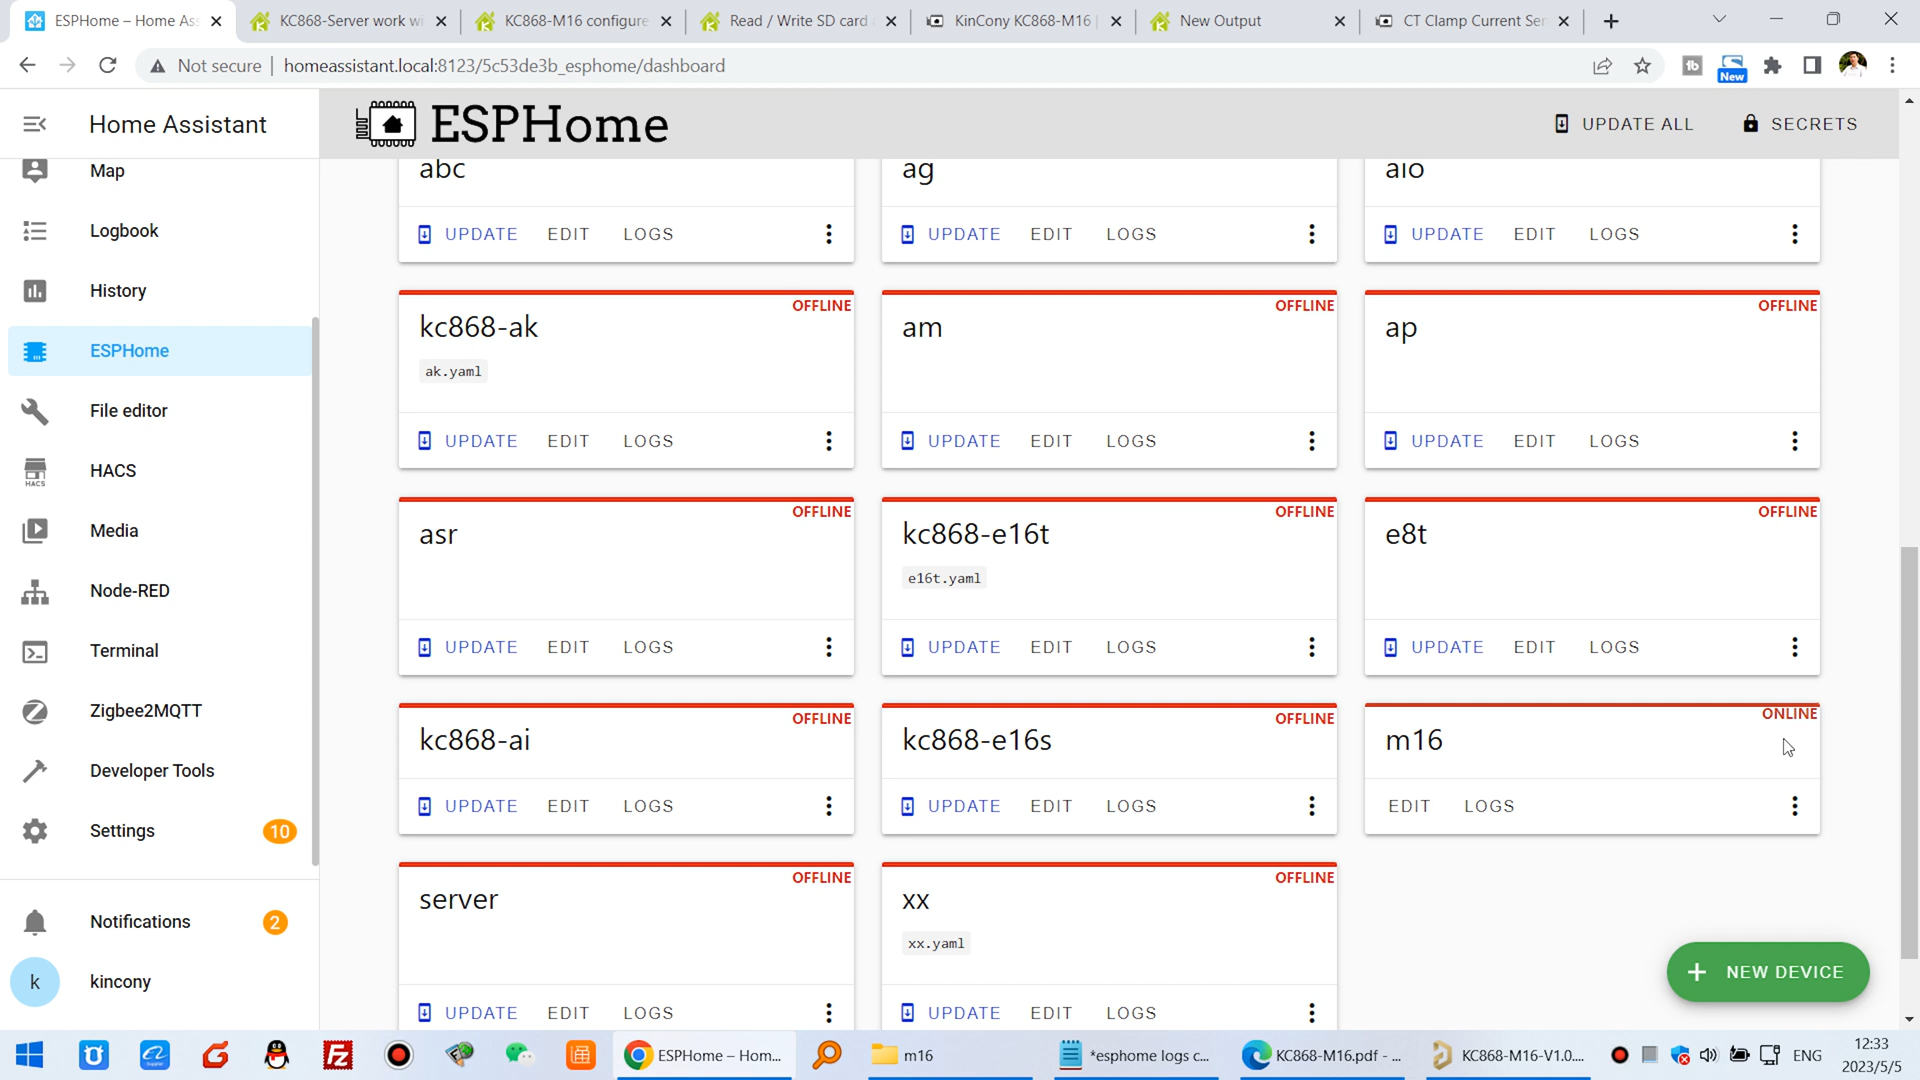 ESPHome – Home Ass
KC868-Server work wi
KC868-M16 configure
Read / Write SD card
KinCony KC868-M16 |
New Output
CT Clamp Current Sen
Not secure
homeassistant.local:8123/5c53de3b_esphome/dashboard
New
Home Assistant
Map
Logbook
History
ESPHome
File editor
HACS
HACS
Media
Node-RED
Terminal
Zigbee2MQTT
Developer Tools
Settings
10
Notifications
2
k
kincony
ESPHome
UPDATE ALL
SECRETS
abc
UPDATE EDIT LOGS
ag
UPDATE EDIT LOGS
aio
UPDATE EDIT LOGS
OFFLINE
kc868-ak
ak.yaml
UPDATE EDIT LOGS
OFFLINE
am
UPDATE EDIT LOGS
OFFLINE
ap
UPDATE EDIT LOGS
OFFLINE
asr
UPDATE EDIT LOGS
OFFLINE
kc868-e16t
e16t.yaml
UPDATE EDIT LOGS
OFFLINE
e8t
UPDATE EDIT LOGS
OFFLINE
kc868-ai
UPDATE EDIT LOGS
OFFLINE
kc868-e16s
UPDATE EDIT LOGS
ONLINE
m16
EDIT LOGS
OFFLINE
server
UPDATE EDIT LOGS
OFFLINE
xx
xx.yaml
UPDATE EDIT LOGS
+ NEW DEVICE
ESPHome – Hom...
m16
*esphome logs c...
KC868-M16.pdf - ...
KC868-M16-V1.0....
ENG
12:33
2023/5/5